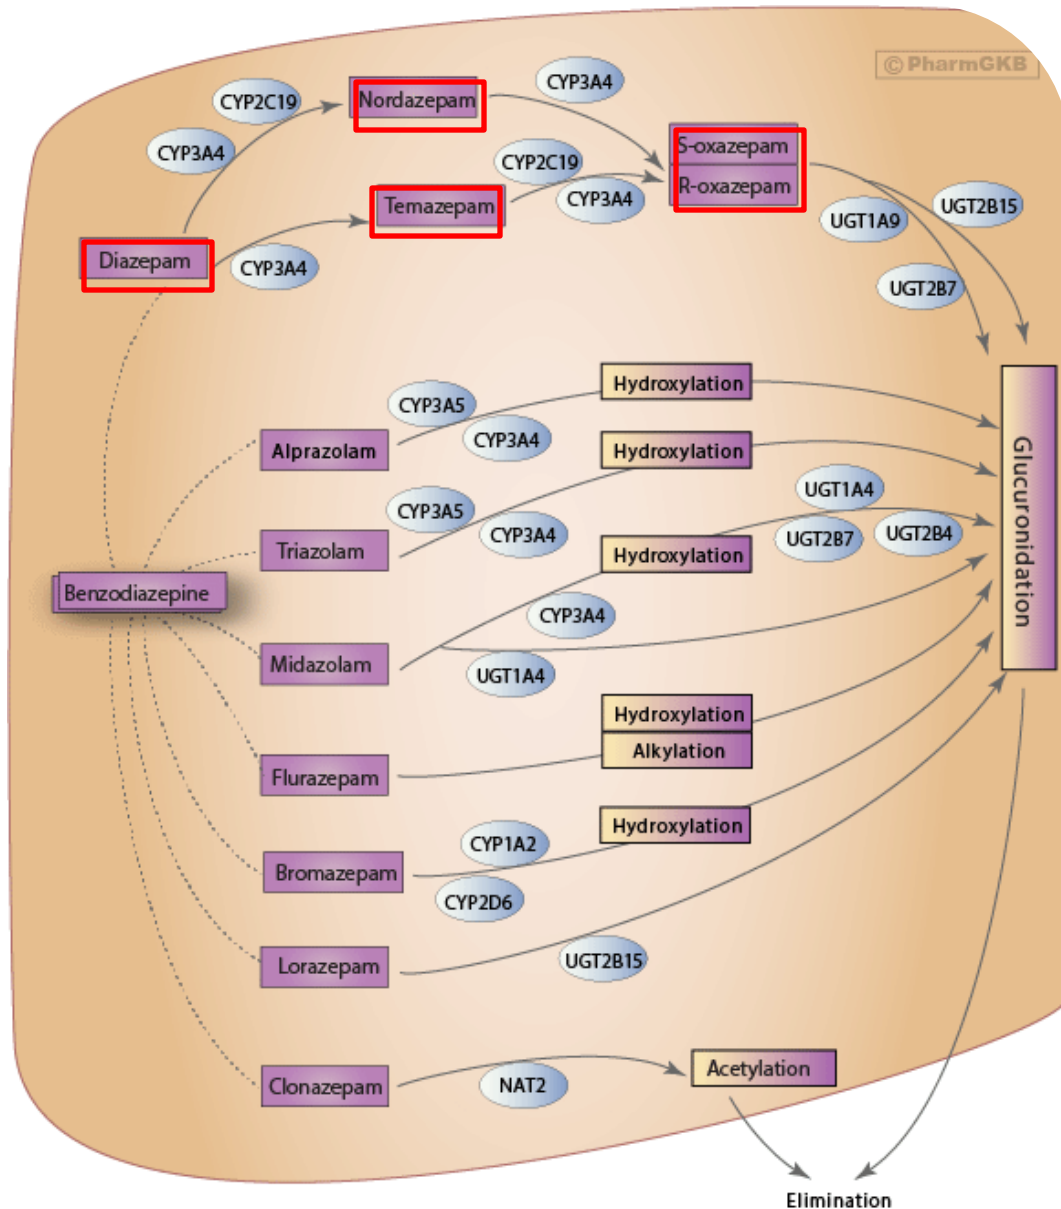 © PharmGKB
CYP2C19
Nordazepam
CYP3A4
CYP3A4
S-oxazepam
CYP2C19
R-oxazepam
Temazepam
CYP3A4
UGT2B15
UGT1A9
Diazepam
CYP3A4
UGT2B7
Hydroxylation
CYP3A5
CYP3A4
Alprazolam
Hydroxylation
Glucuronidation
UGT1A4
CYP3A5
CYP3A4
UGT2B7
UGT2B4
Triazolam
Hydroxylation
Benzodiazepine
CYP3A4
Midazolam
UGT1A4
Hydroxylation
Alkylation
Flurazepam
Hydroxylation
CYP1A2
Bromazepam
CYP2D6
Lorazepam
UGT2B15
Clonazepam
NAT2
Acetylation
Elimination